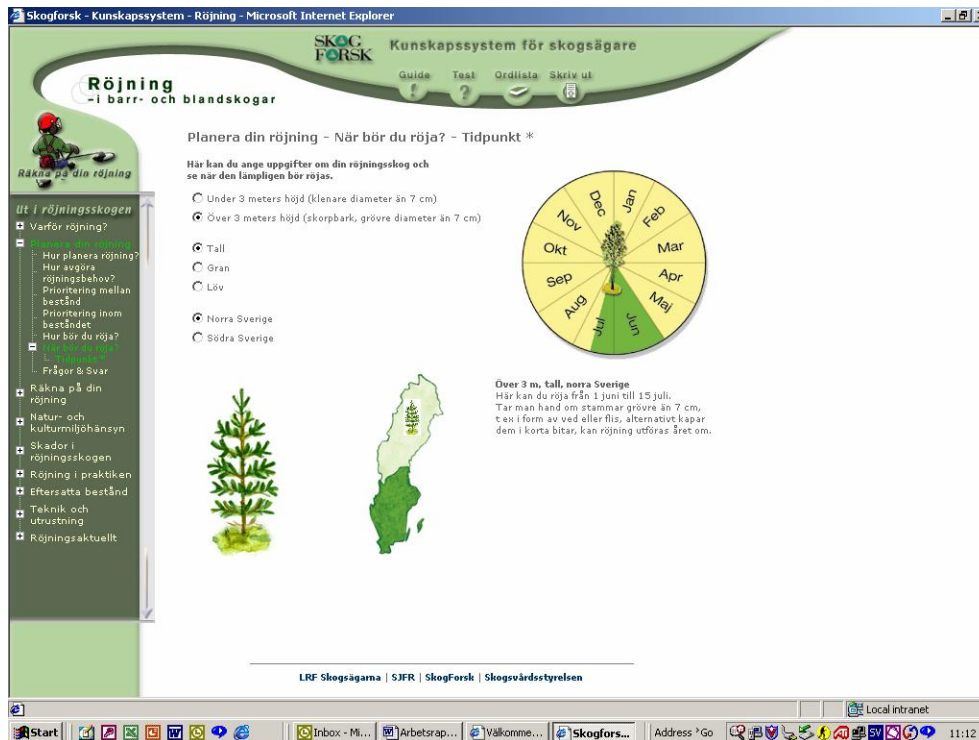 Skogforsk - Kunskapssystem - Röjning - Microsoft Internet Explorer
SKOG
FORSK
Kunskapssystem för skogsägare
Guide Test Ordlista Skriv ut
Röjning
-i barr- och blandskogar
Räkna på din röjning
Planera din röjning - När bör du röja? - Tidpunkt *
Här kan du ange uppgifter om din röjningsskog och
se när den lämpligen bör röjas.
Under 3 meters höjd (klenare diameter än 7 cm)
Över 3 meters höjd (skorpbark, grövre diameter än 7 cm)
Tall
Gran
Löv
Norra Sverige
Södra Sverige
Jan
Feb
Mar
Apr
Maj
Jun
Jul
Aug
Sep
Okt
Nov
Dec
Över 3 m, tall, norra Sverige
Här kan du röja från 1 juni till 15 juli.
Tar man hand om stammar grövre än 7 cm,
t ex i form av ved eller flis, alternativt kapar
dem i korta bitar, kan röjning utföras året om.
Ut i röjningsskogen
Varför röjning?
Planera din röjning
Hur planera röjning?
Hur avgöra
röjningsbehov?
Prioritering mellan
bestånd
Prioritering inom
beståndet
Hur bör du röja?
När bör du röja?
Tidpunkt *
Frågor & Svar
Räkna på din
röjning
Natur- och
kulturmiljöhänsyn
Skador i
röjningsskogen
Röjning i praktiken
Eftersatta bestånd
Teknik och
utrustning
Röjningsaktuellt
LRF Skogsägarna | SJFR | SkogForsk | Skogsvårdsstyrelsen
Local intranet
Start
Inbox - Mi...
Arbetsrap...
Välkomme...
Skogfors...
Address
Go
SV
11:12